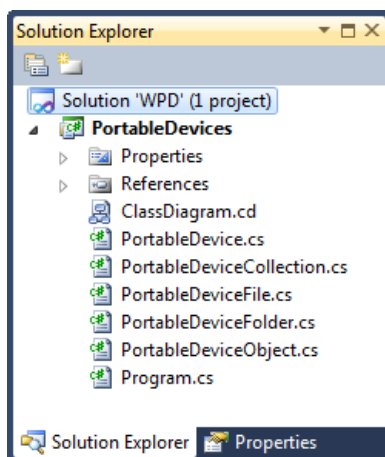 Solution Explorer
Solution 'WPD' (1 project)
PortableDevices
Properties
References
ClassDiagram.cd
PortableDevice.cs
PortableDeviceCollection.cs
PortableDeviceFile.cs
PortableDeviceFolder.cs
PortableDeviceObject.cs
Program.cs
Solution Explorer Properties